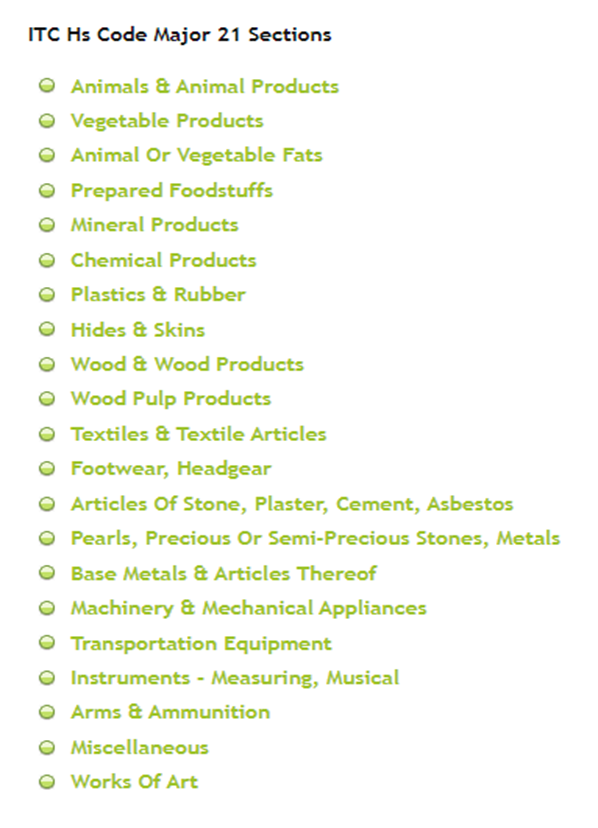 ITC Hs Code Major 21 Sections
Animals & Animal Products
Vegetable Products
Animal Or Vegetable Fats
Prepared Foodstuffs
Mineral Products
Chemical Products
Plastics & Rubber
Hides & Skins
Wood & Wood Products
Wood Pulp Products
Textiles & Textile Articles
Footwear, Headgear
Articles Of Stone, Plaster, Cement, Asbestos
Pearls, Precious Or Semi-Precious Stones, Metals
Base Metals & Articles Thereof
Machinery & Mechanical Appliances
Transportation Equipment
Instruments - Measuring, Musical
Arms & Ammunition
Miscellaneous
Works Of Art